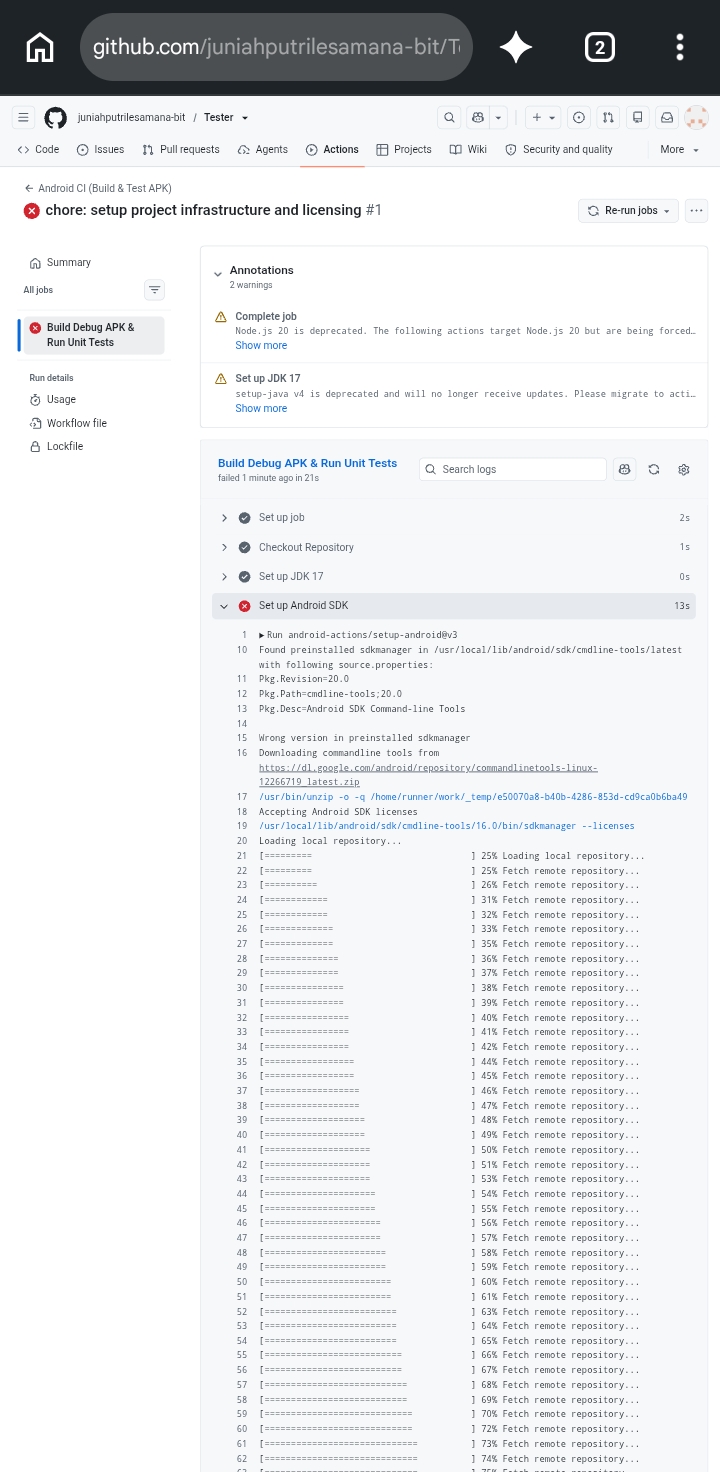 github.com/juniahputrilesamana-bit/T
2
juniahputrilesamana-bit / Tester
Code Issues Pull requests Agents Actions Projects Wiki Security and quality More
← Android CI (Build & Test APK)
chore: setup project infrastructure and licensing #1
Re-run jobs
Summary
All jobs
Build Debug APK &
Run Unit Tests
Run details
Usage
Workflow file
Lockfile
Annotations
2 warnings
Complete job
Node.js 20 is deprecated. The following actions target Node.js 20 but are being forced…
Show more
Set up JDK 17
setup-java v4 is deprecated and will no longer receive updates. Please migrate to acti…
Show more
Build Debug APK & Run Unit Tests
failed 1 minute ago in 21s
Search logs
Set up job 2s
Checkout Repository 1s
Set up JDK 17 0s
Set up Android SDK 13s
1 ▶ Run android-actions/setup-android@v3
10 Found preinstalled sdkmanager in /usr/local/lib/android/sdk/cmdline-tools/latest
with following source.properties:
11 Pkg.Revision=20.0
12 Pkg.Path=cmdline-tools;20.0
13 Pkg.Desc=Android SDK Command-line Tools
14
15 Wrong version in preinstalled sdkmanager
16 Downloading commandline tools from
https://dl.google.com/android/repository/commandlinetools-linux-
12266719_latest.zip
17 /usr/bin/unzip -o -q /home/runner/work/_temp/e50070a8-b40b-4286-853d-cd9ca0b6ba49
18 Accepting Android SDK licenses
19 /usr/local/lib/android/sdk/cmdline-tools/16.0/bin/sdkmanager --licenses
20 Loading local repository...
21 [========= ] 25% Loading local repository...
22 [========= ] 25% Fetch remote repository...
23 [========== ] 26% Fetch remote repository...
24 [============ ] 31% Fetch remote repository...
25 [============ ] 32% Fetch remote repository...
26 [============= ] 33% Fetch remote repository...
27 [============= ] 35% Fetch remote repository...
28 [============== ] 36% Fetch remote repository...
29 [============== ] 37% Fetch remote repository...
30 [=============== ] 38% Fetch remote repository...
31 [=============== ] 39% Fetch remote repository...
32 [================ ] 40% Fetch remote repository...
33 [================ ] 41% Fetch remote repository...
34 [================ ] 42% Fetch remote repository...
35 [================= ] 44% Fetch remote repository...
36 [================= ] 45% Fetch remote repository...
37 [================== ] 46% Fetch remote repository...
38 [================== ] 47% Fetch remote repository...
39 [=================== ] 48% Fetch remote repository...
40 [=================== ] 49% Fetch remote repository...
41 [==================== ] 50% Fetch remote repository...
42 [==================== ] 51% Fetch remote repository...
43 [==================== ] 53% Fetch remote repository...
44 [===================== ] 54% Fetch remote repository...
45 [===================== ] 55% Fetch remote repository...
46 [====================== ] 56% Fetch remote repository...
47 [====================== ] 57% Fetch remote repository...
48 [======================= ] 58% Fetch remote repository...
49 [======================= ] 59% Fetch remote repository...
50 [======================== ] 60% Fetch remote repository...
51 [======================== ] 61% Fetch remote repository...
52 [========================= ] 63% Fetch remote repository...
53 [========================= ] 64% Fetch remote repository...
54 [========================= ] 65% Fetch remote repository...
55 [========================== ] 66% Fetch remote repository...
56 [========================== ] 67% Fetch remote repository...
57 [=========================== ] 68% Fetch remote repository...
58 [=========================== ] 69% Fetch remote repository...
59 [============================ ] 70% Fetch remote repository...
60 [============================ ] 72% Fetch remote repository...
61 [============================= ] 73% Fetch remote repository...
62 [============================= ] 74% Fetch remote repository...